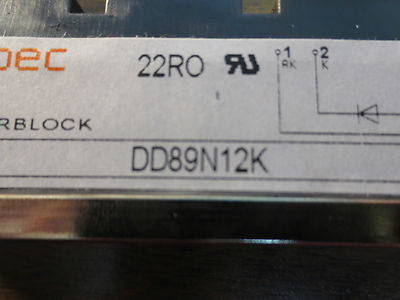 pec 22RO 1 2
AK K
RBLOCK
DD89N12K